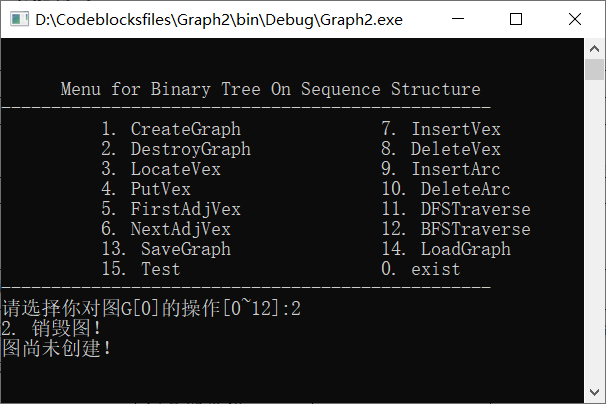 D:\Codeblocksfiles\Graph2\bin\Debug\Graph2.exe
Menu for Binary Tree On Sequence Structure
-------------------------------------------------
1. CreateGraph 7. InsertVex
2. DestroyGraph 8. DeleteVex
3. LocateVex 9. InsertArc
4. PutVex 10. DeleteArc
5. FirstAdjVex 11. DFSTraverse
6. NextAdjVex 12. BFSTraverse
13. SaveGraph 14. LoadGraph
15. Test 0. exist
-------------------------------------------------
请选择你对图G[0]的操作[0~12]:2
2. 销毁图!
图尚未创建!